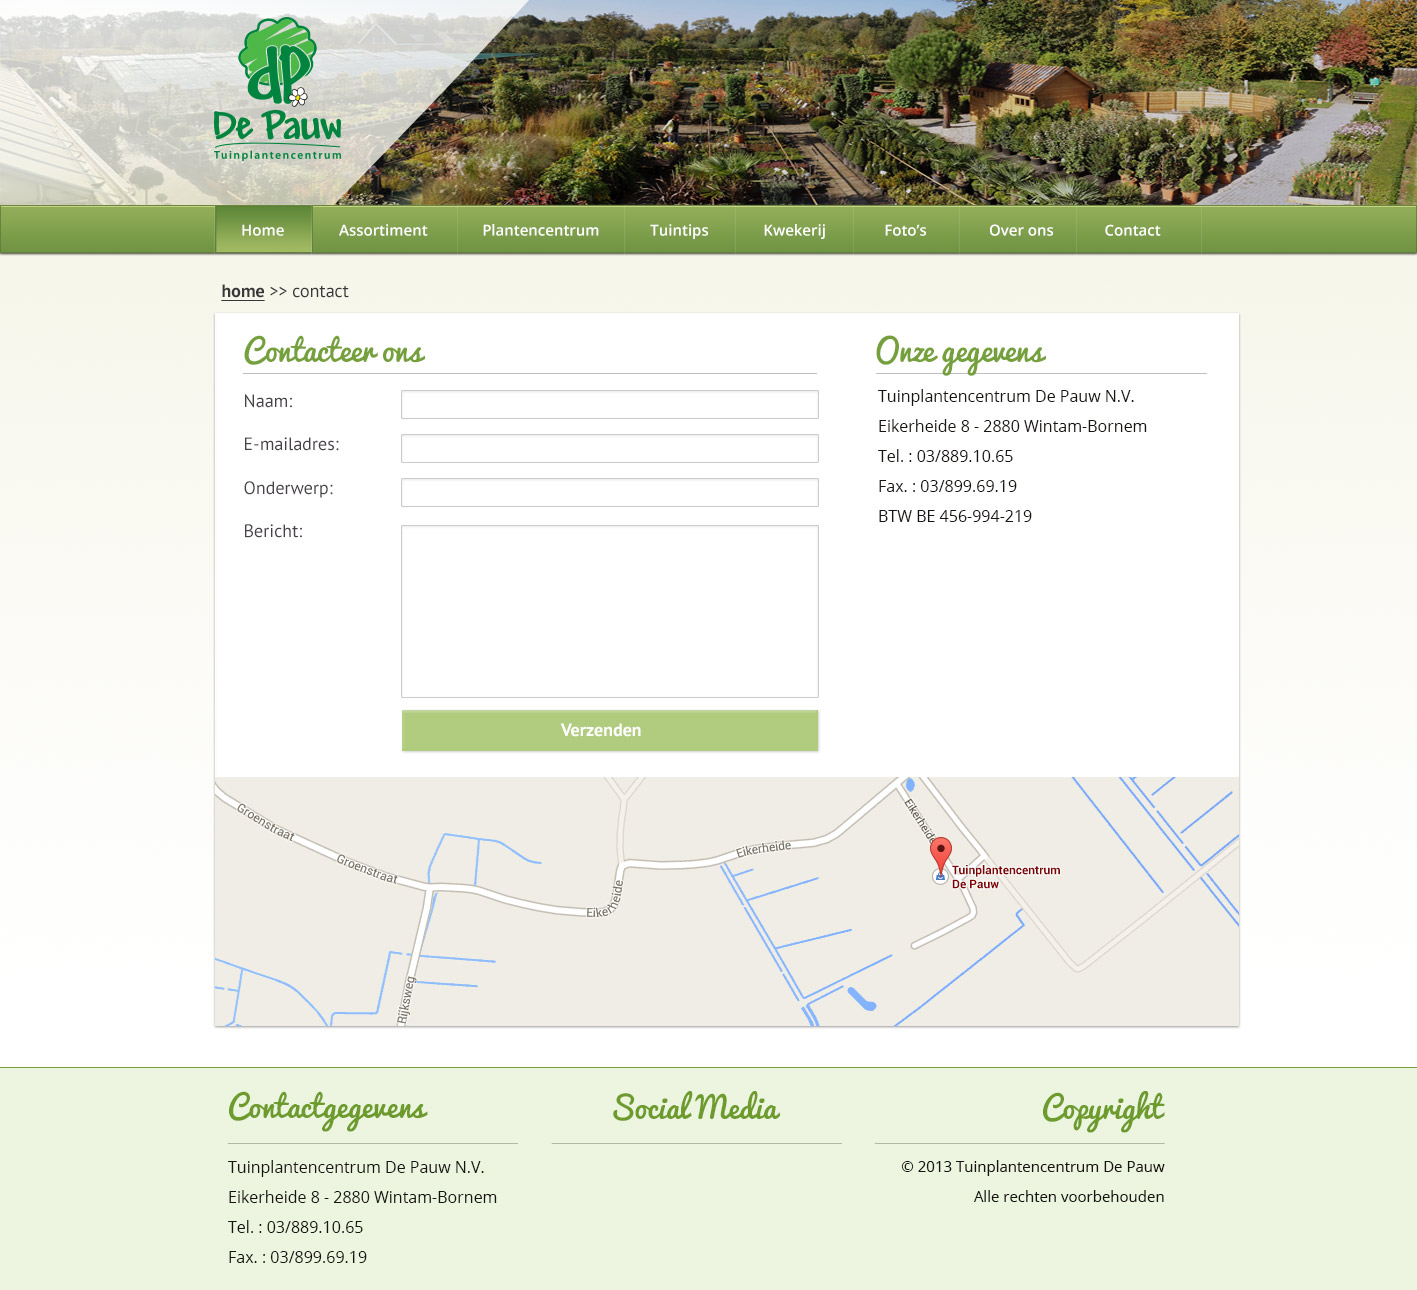 dP
De Pauw
Tuinplantencentrum
Home Assortiment Plantencentrum Tuintips Kwekerij Foto's Over ons Contact
home >> contact
Contacteer ons
Naam:
E-mailadres:
Onderwerp:
Bericht:
Verzenden
Onze gegevens
Tuinplantencentrum De Pauw N.V.
Eikerheide 8 - 2880 Wintam-Bornem
Tel. : 03/889.10.65
Fax. : 03/899.69.19
BTW BE 456-994-219
Groenstraat
Groenstraat
Eikerheide
Eikerheide
Eikerheide
Tuinplantencentrum
De Pauw
Rijksweg
Contactgegevens
Tuinplantencentrum De Pauw N.V.
Eikerheide 8 - 2880 Wintam-Bornem
Tel. : 03/889.10.65
Fax. : 03/899.69.19
Social Media
Copyright
© 2013 Tuinplantencentrum De Pauw
Alle rechten voorbehouden